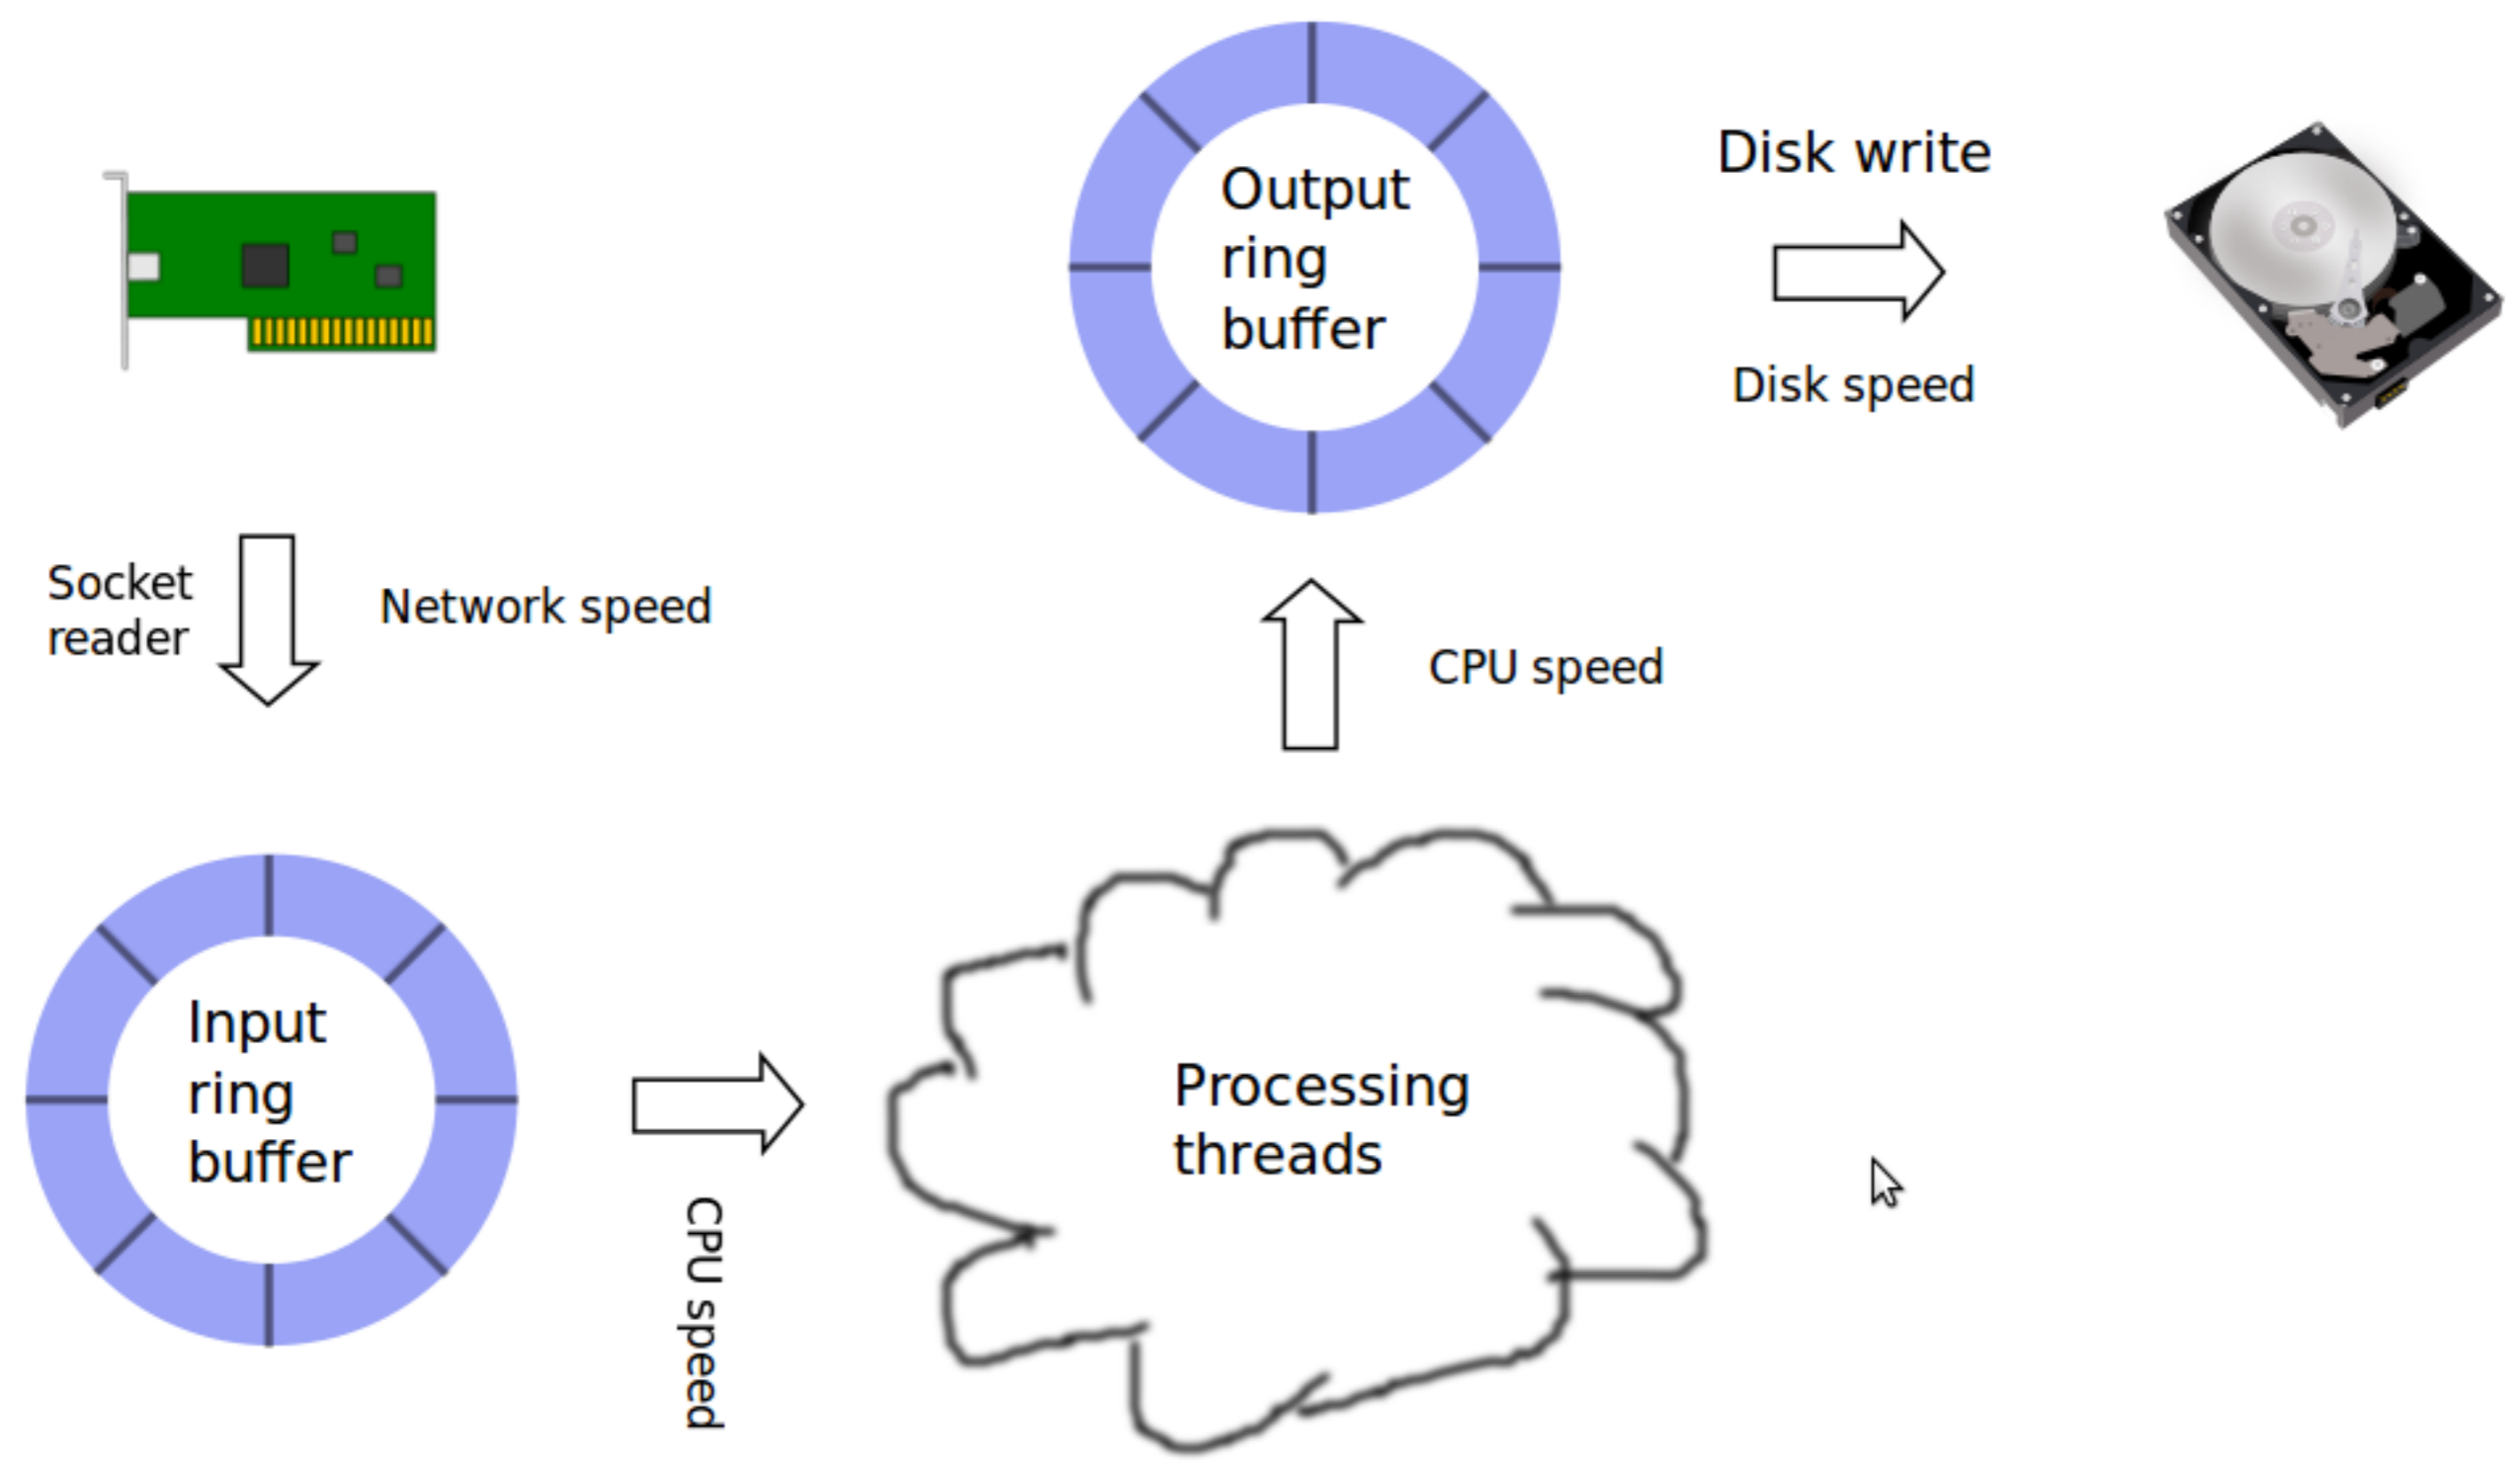 Output
ring
buffer
Disk write
Disk speed
Socket
reader
Network speed
CPU speed
Input
ring
buffer
CPU speed
Processing
threads